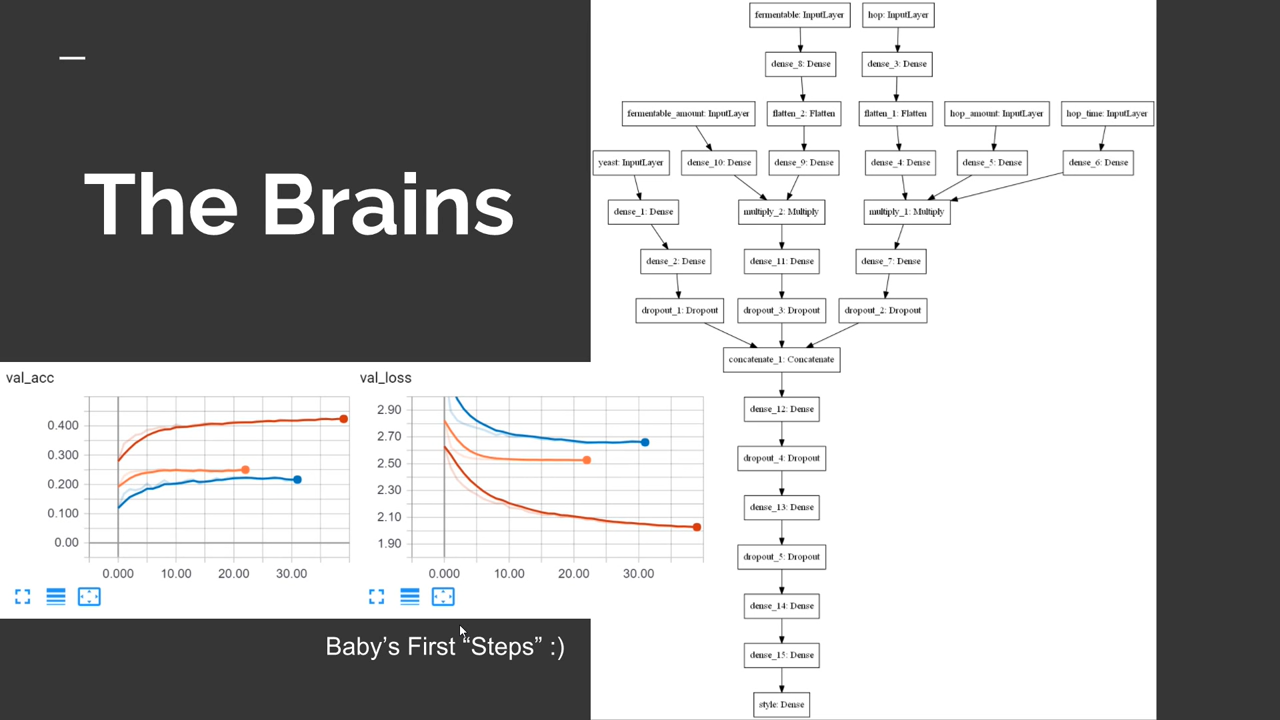 The Brains
val_acc
0.400
0.300
0.200
0.100
0.00
0.000 10.00 20.00 30.00
val_loss
2.90
2.70
2.50
2.30
2.10
1.90
0.000 10.00 20.00 30.00
Baby's First “Steps” :)
fermentable: InputLayer
hop: InputLayer
dense_8: Dense
dense_3: Dense
fermentable_amount: InputLayer
flatten_2: Flatten
flatten_1: Flatten
hop_amount: InputLayer
hop_time: InputLayer
yeast: InputLayer
dense_10: Dense
dense_9: Dense
dense_4: Dense
dense_5: Dense
dense_6: Dense
dense_1: Dense
multiply_2: Multiply
multiply_1: Multiply
dense_2: Dense
dense_11: Dense
dense_7: Dense
dropout_1: Dropout
dropout_3: Dropout
dropout_2: Dropout
concatenate_1: Concatenate
dense_12: Dense
dropout_4: Dropout
dense_13: Dense
dropout_5: Dropout
dense_14: Dense
dense_15: Dense
style: Dense